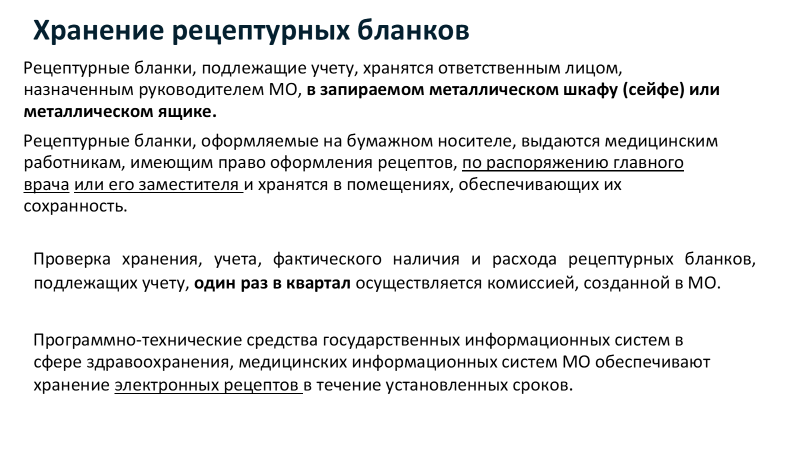 Хранение рецептурных бланков
Рецептурные бланки, подлежащие учету, хранятся ответственным лицом,
назначенным руководителем МО, в запираемом металлическом шкафу (сейфе) или
металлическом ящике.
Рецептурные бланки, оформляемые на бумажном носителе, выдаются медицинским
работникам, имеющим право оформления рецептов, по распоряжению главного
врача или его заместителя и хранятся в помещениях, обеспечивающих их
сохранность.
Проверка хранения, учета, фактического наличия и расхода рецептурных бланков,
подлежащих учету, один раз в квартал осуществляется комиссией, созданной в МО.
Программно-технические средства государственных информационных систем в
сфере здравоохранения, медицинских информационных систем МО обеспечивают
хранение электронных рецептов в течение установленных сроков.